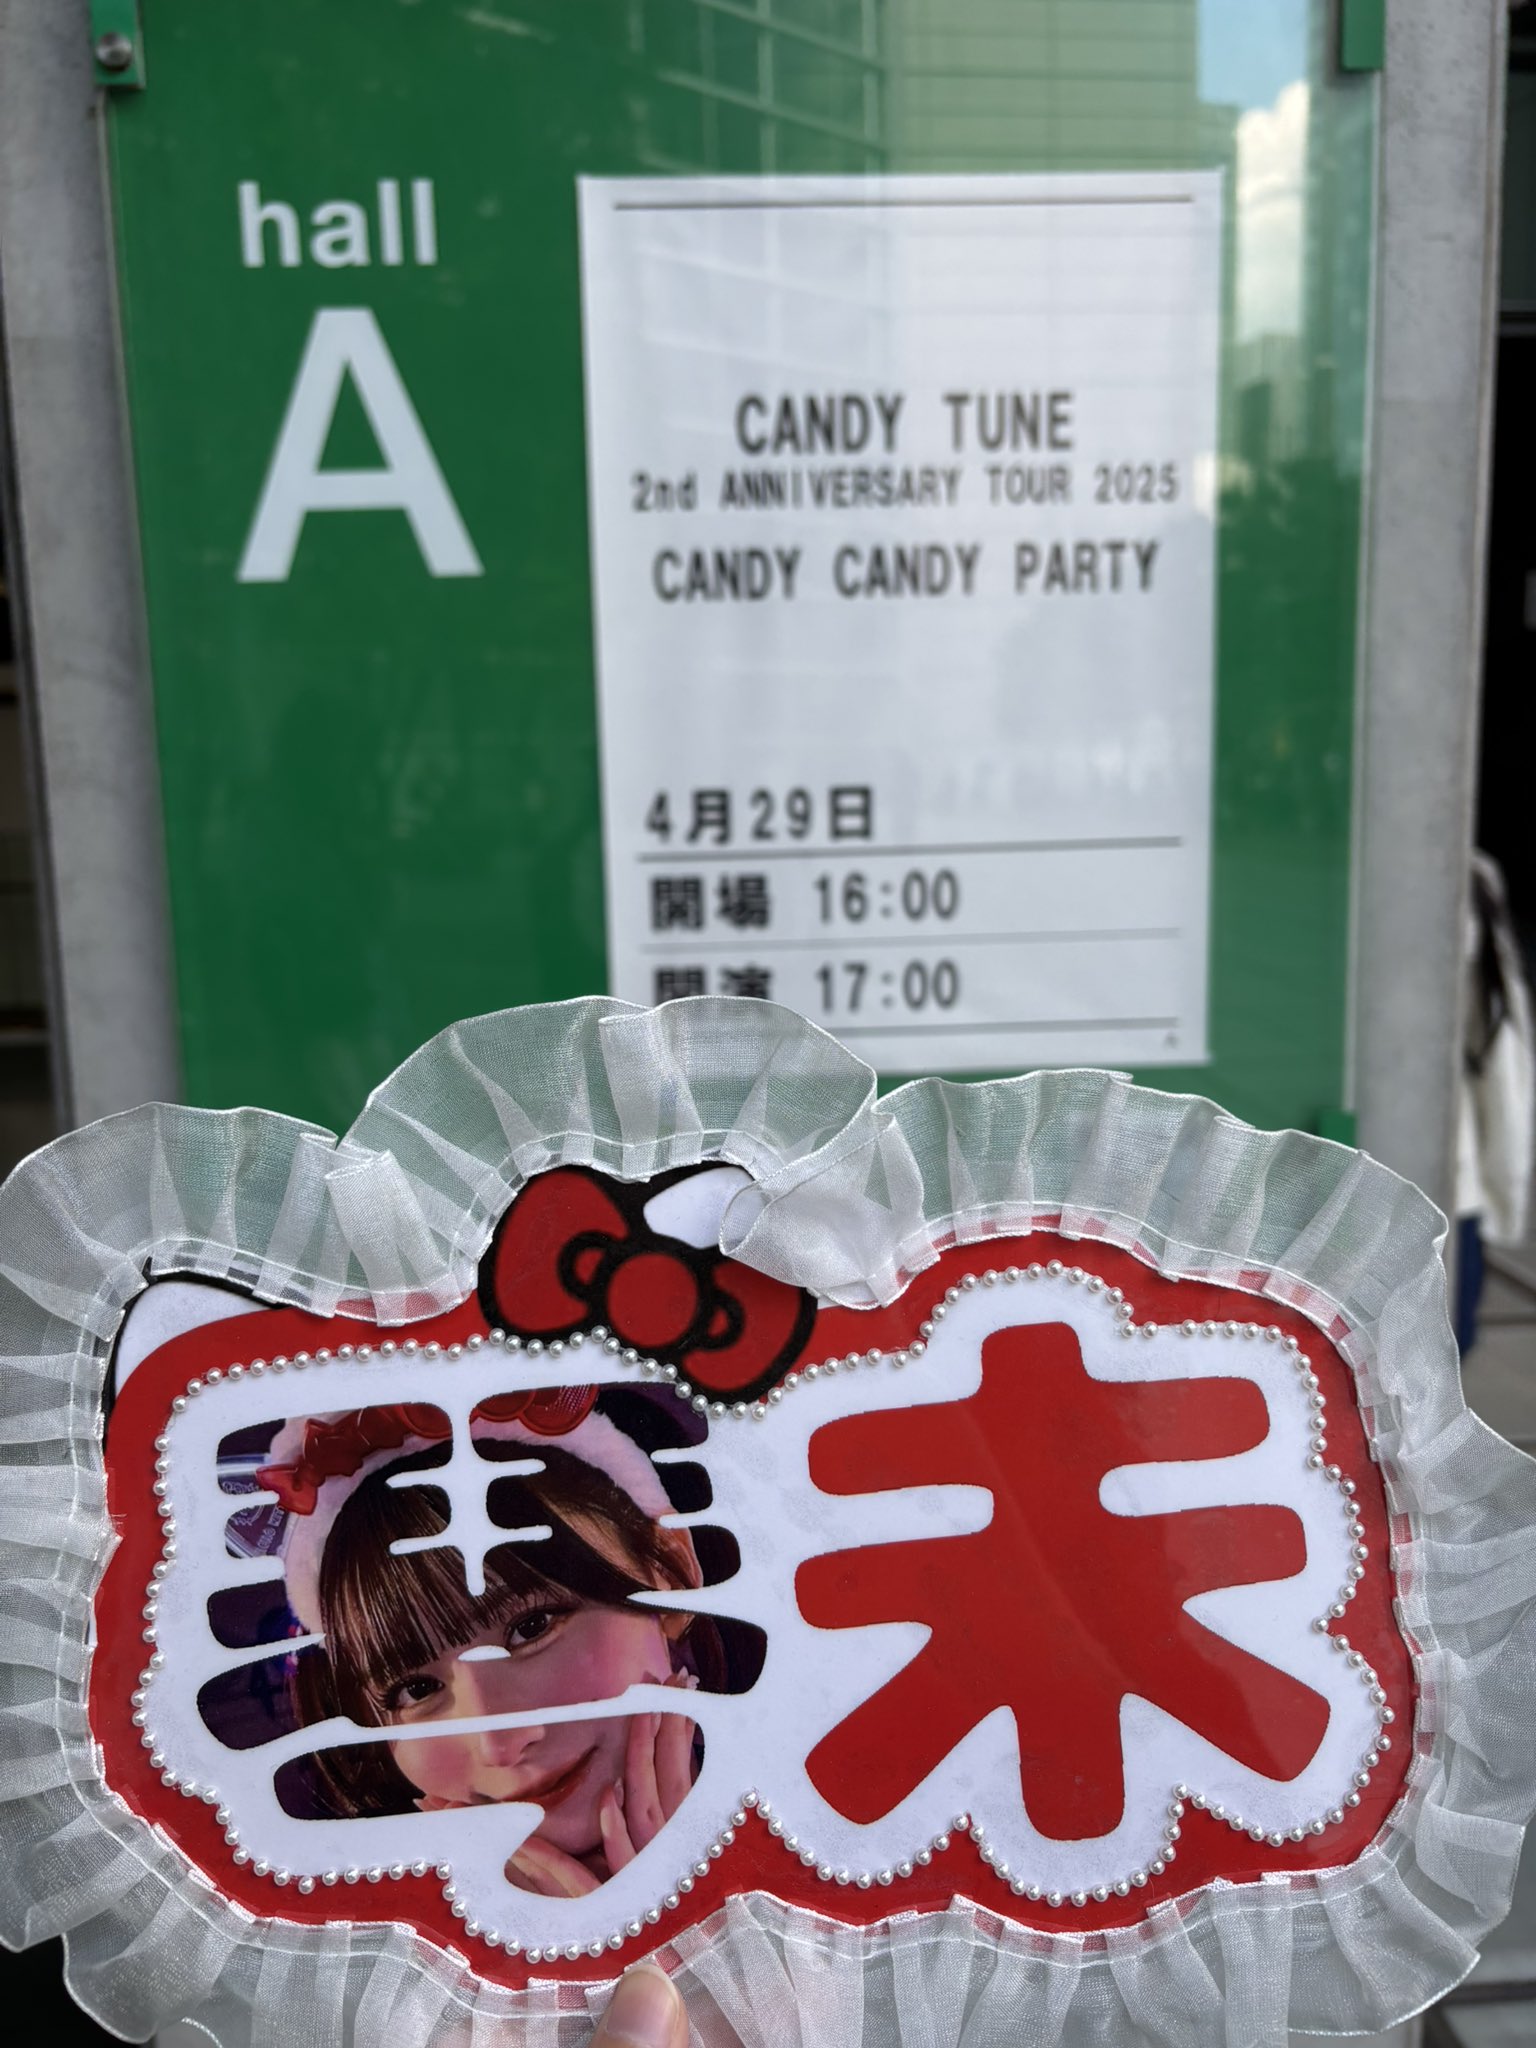 hall
A
CANDY TUNE
2nd ANNIVERSARY TOUR 2025
CANDY CANDY PARTY
4月29日
開場 16:00
開演 17:00
琴未